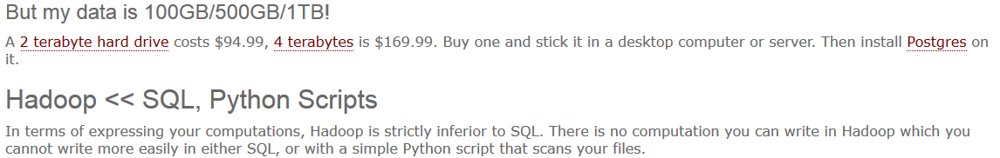 But my data is 100GB/500GB/1TB!
A 2 terabyte hard drive costs $94.99, 4 terabytes is $169.99. Buy one and stick it in a desktop computer or server. Then install Postgres on
it.
Hadoop << SQL, Python Scripts
In terms of expressing your computations, Hadoop is strictly inferior to SQL. There is no computation you can write in Hadoop which you
cannot write more easily in either SQL, or with a simple Python script that scans your files.